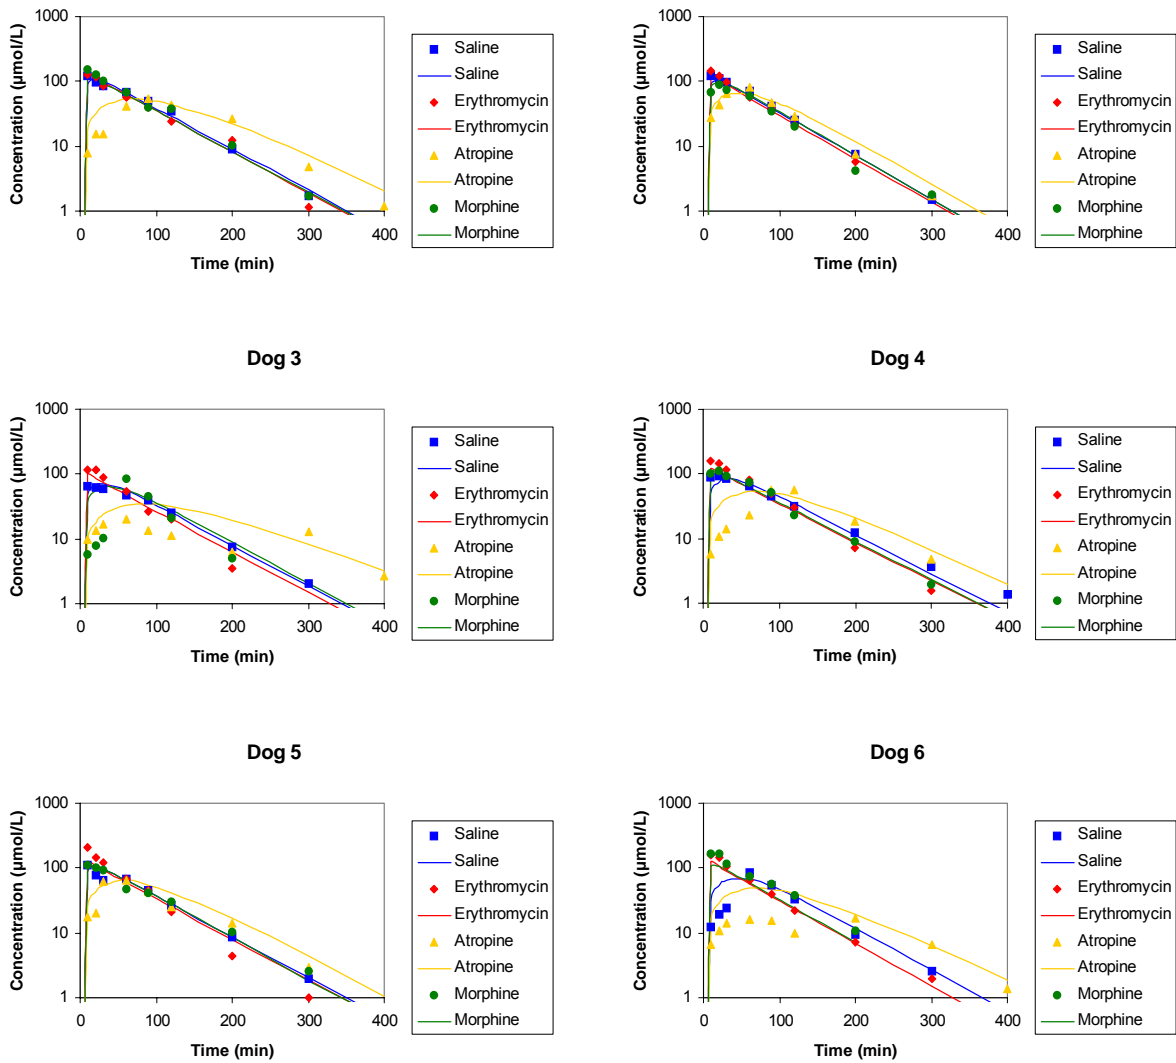 1000
100
10
1
Concentration (µmol/L)
0 100 200 300 400
Time (min)
Saline
Saline
Erythromycin
Erythromycin
Atropine
Atropine
Morphine
Morphine
1000
100
10
1
Concentration (µmol/L)
0 100 200 300 400
Time (min)
Saline
Saline
Erythromycin
Erythromycin
Atropine
Atropine
Morphine
Morphine
Dog 3
1000
100
10
1
Concentration (µmol/L)
0 100 200 300 400
Time (min)
Saline
Saline
Erythromycin
Erythromycin
Atropine
Atropine
Morphine
Morphine
Dog 4
1000
100
10
1
Concentration (µmol/L)
0 100 200 300 400
Time (min)
Saline
Saline
Erythromycin
Erythromycin
Atropine
Atropine
Morphine
Morphine
Dog 5
1000
100
10
1
Concentration (µmol/L)
0 100 200 300 400
Time (min)
Saline
Saline
Erythromycin
Erythromycin
Atropine
Atropine
Morphine
Morphine
Dog 6
1000
100
10
1
Concentration (µmol/L)
0 100 200 300 400
Time (min)
Saline
Saline
Erythromycin
Erythromycin
Atropine
Atropine
Morphine
Morphine